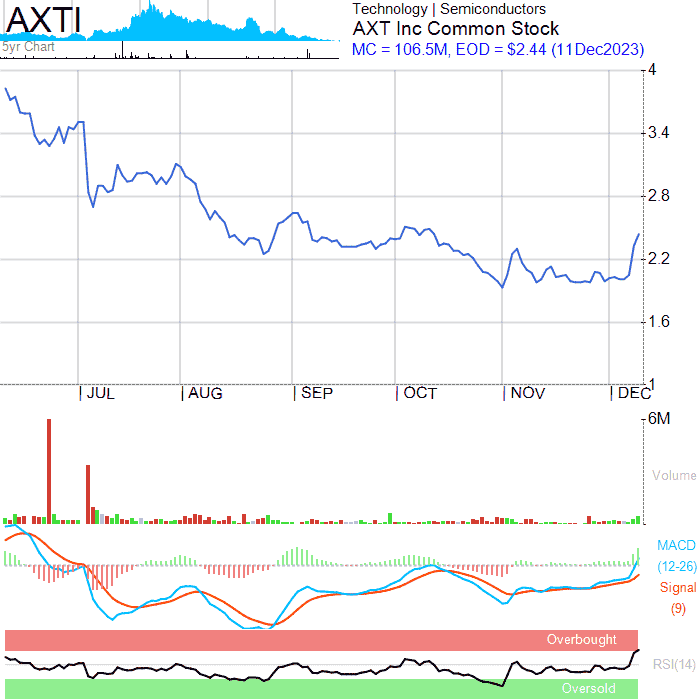 AXTI
5yr Chart
Technology | Semiconductors
AXT Inc Common Stock
MC = 106.5M, EOD = $2.44 (11Dec2023)
4
3.4
2.8
2.2
1.6
1
JUL
AUG
SEP
OCT
NOV
DEC
6M
Volume
MACD
(12-26)
Signal
(9)
Overbought
RSI(14)
Oversold